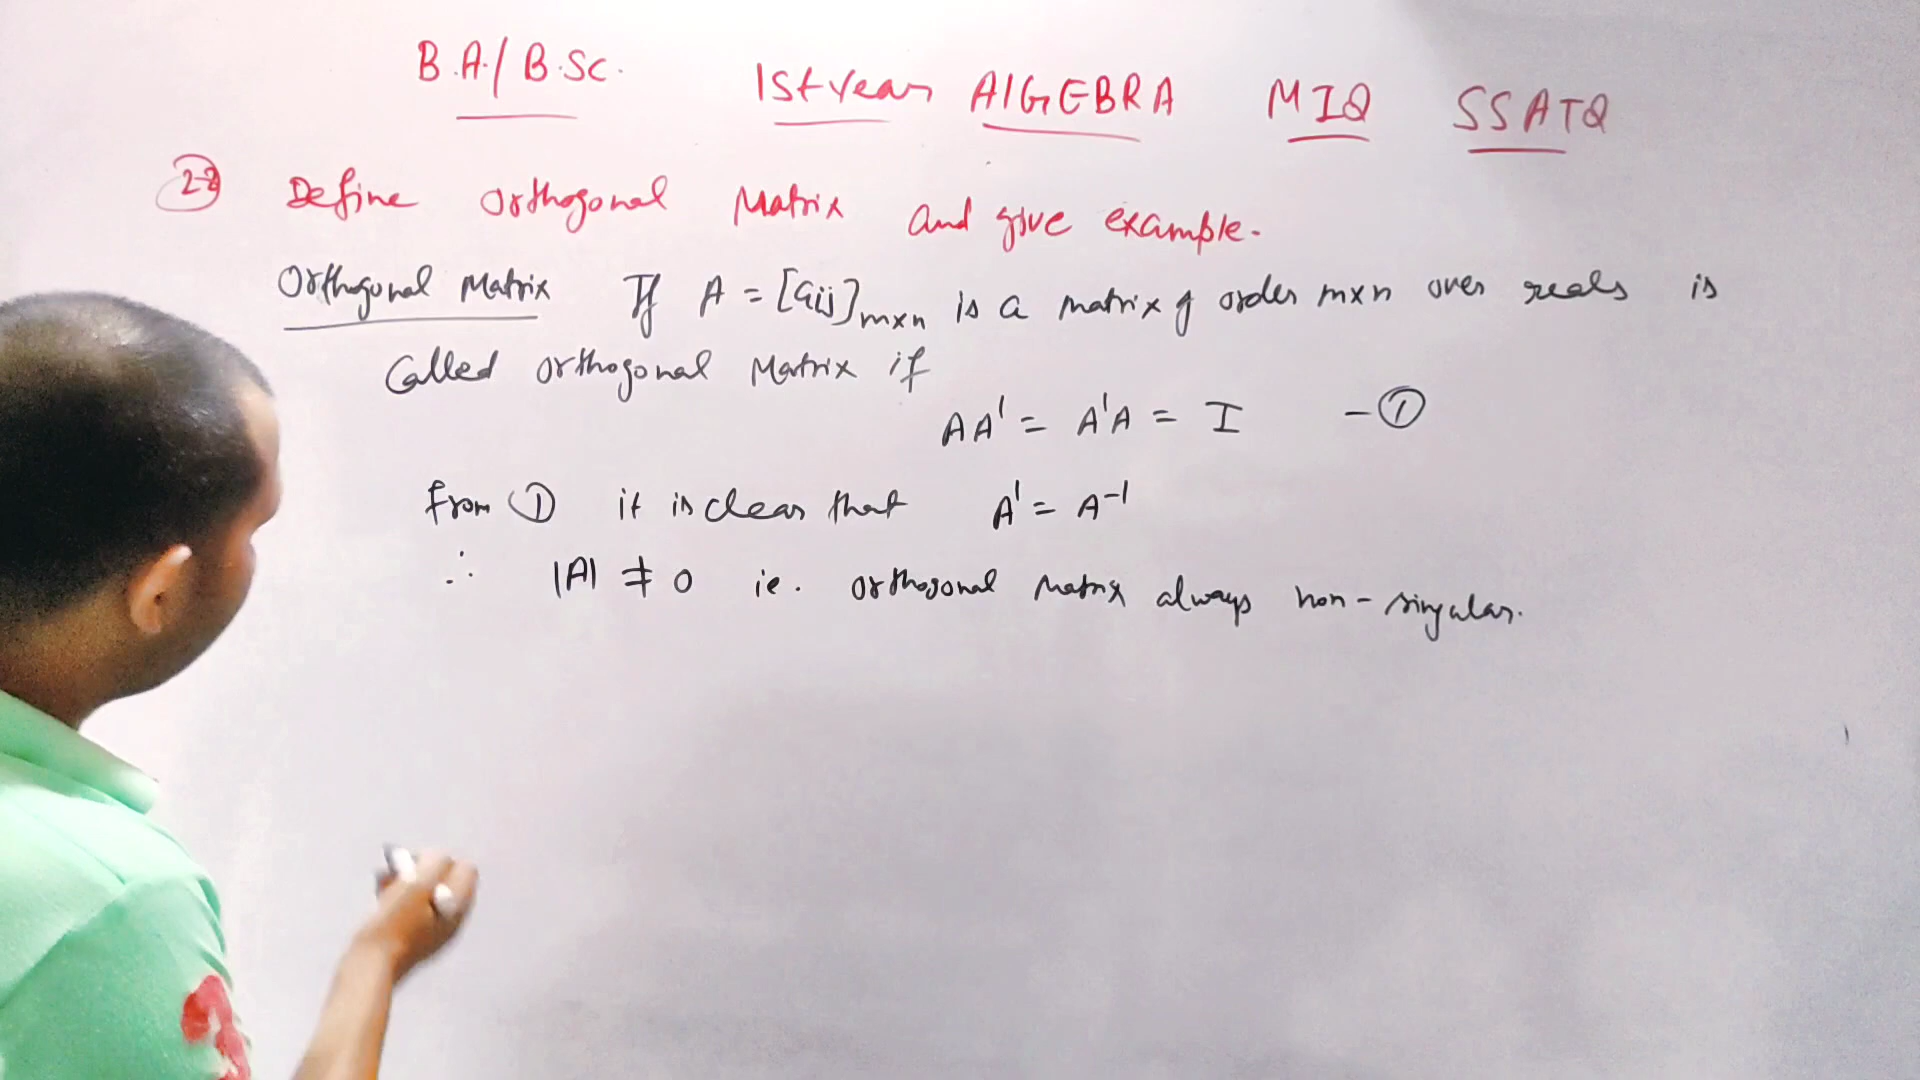 B.A./B.Sc. 1st Year ALGEBRA MIQ SSATQ
28 Define Orthogonal Matrix and give example.
Orthogonal Matrix If A = [aij]m×n is a matrix of order m×n over reals is
Called orthogonal Matrix if
AA' = A'A = I — ①
from ① it is clear that A' = A⁻¹
∴ |A| ≠ 0 ie. orthogonal matrix always non-singular.